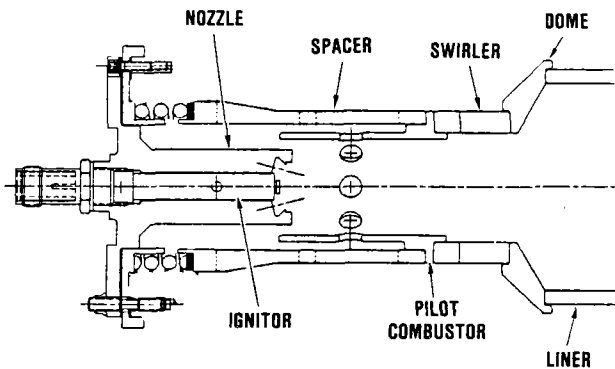 NOZZLE
SPACER
SWIRLER
DOME
IGNITOR
PILOT
COMBUSTOR
LINER